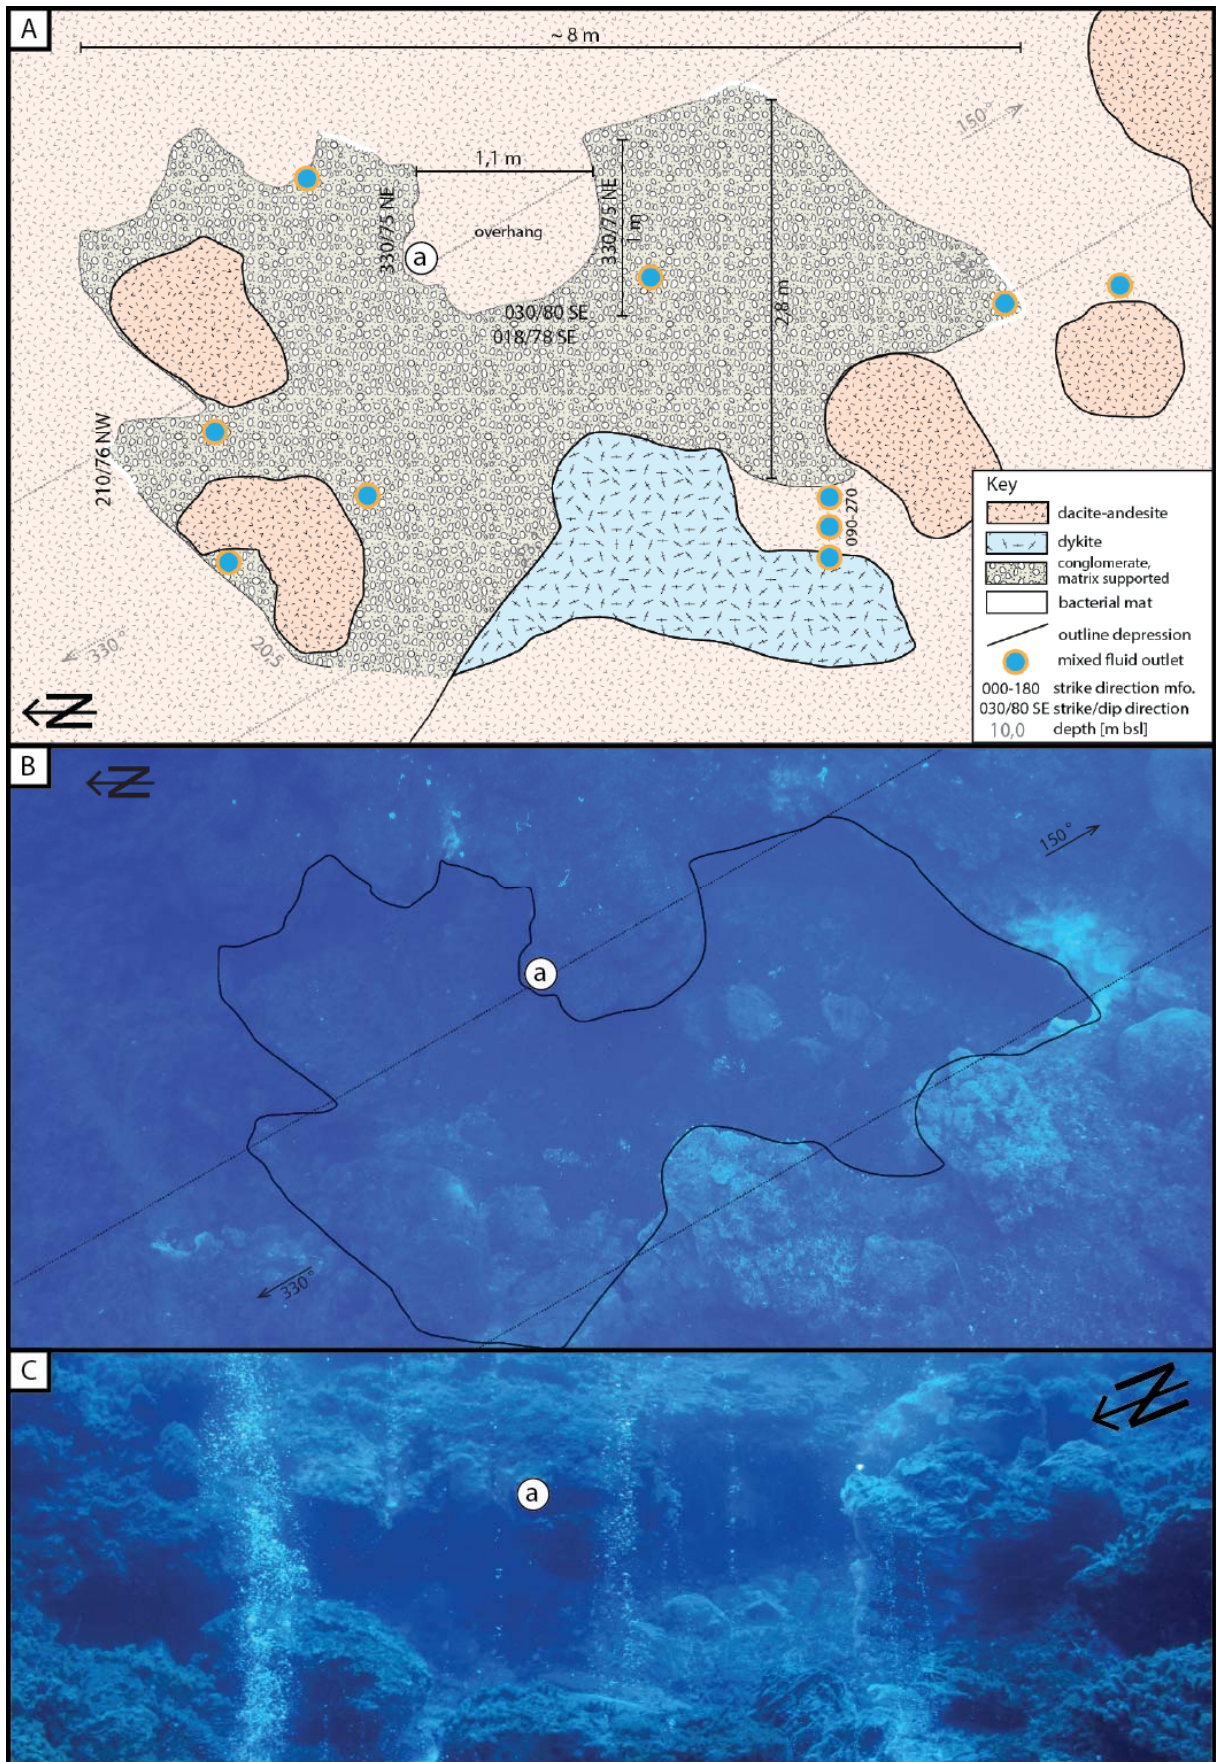 A
~ 8 m
150°
1,1 m
330/75 NE
overhang
330/75 NE
1 m
a
030/80 SE
018/78 SE
2,8 m
210/76 NW
090-270
330°
20.5
N
Key
dacite-andesite
dykite
conglomerate,
matrix supported
bacterial mat
outline depression
mixed fluid outlet
000-180 strike direction mfo.
030/80 SE strike/dip direction
10,0 depth [m bsl]
B
N
150°
a
330°
C
N
a